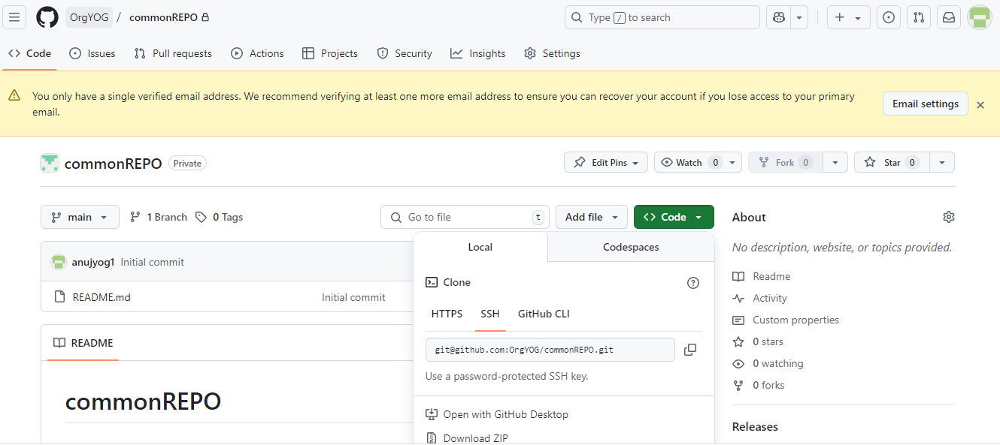 OrgYOG / commonREPO
Type / to search
Code Issues Pull requests Actions Projects Security Insights Settings
You only have a single verified email address. We recommend verifying at least one more email address to ensure you can recover your account if you lose access to your primary
email.
Email settings
commonREPO Private
Edit Pins Watch 0 Fork 0 Star 0
main 1 Branch 0 Tags
Go to file t
Add file
Code
Local Codespaces
Clone
HTTPS SSH GitHub CLI
git@github.com:OrgYOG/commonREPO.git
Use a password-protected SSH key.
Open with GitHub Desktop
Download ZIP
anujyog1 Initial commit
README.md Initial commit
README
commonREPO
About
No description, website, or topics provided.
Readme
Activity
Custom properties
0 stars
0 watching
0 forks
Releases